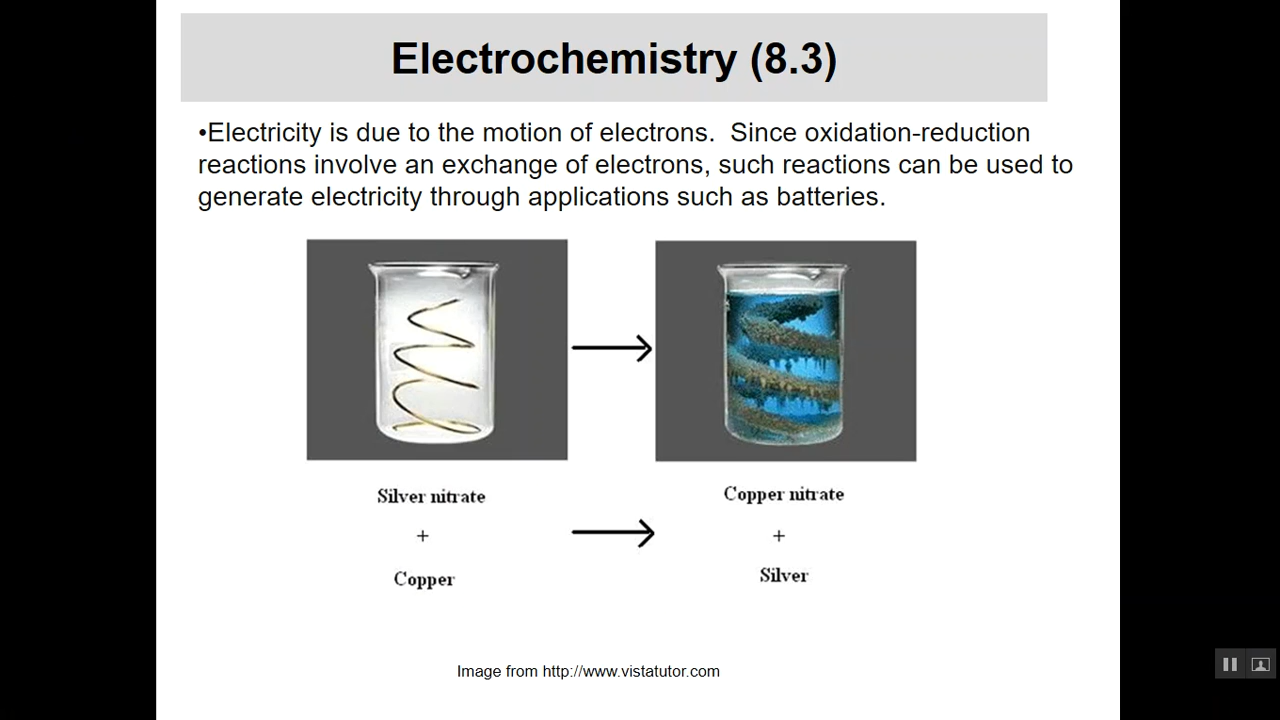 Electrochemistry (8.3)
•Electricity is due to the motion of electrons.  Since oxidation-reduction
reactions involve an exchange of electrons, such reactions can be used to
generate electricity through applications such as batteries.
Silver nitrate
+
Copper
Copper nitrate
+
Silver
Image from http://www.vistatutor.com